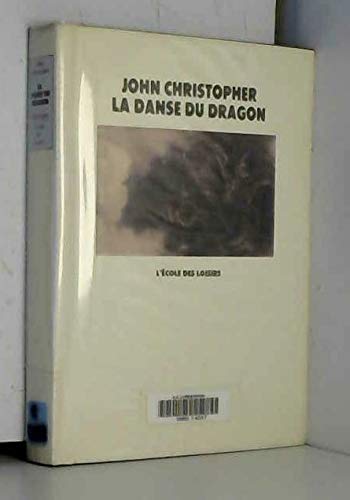 JOHN CHRISTOPHER
LA DANSE DU DRAGON
L'ÉCOLE DES LOISIRS